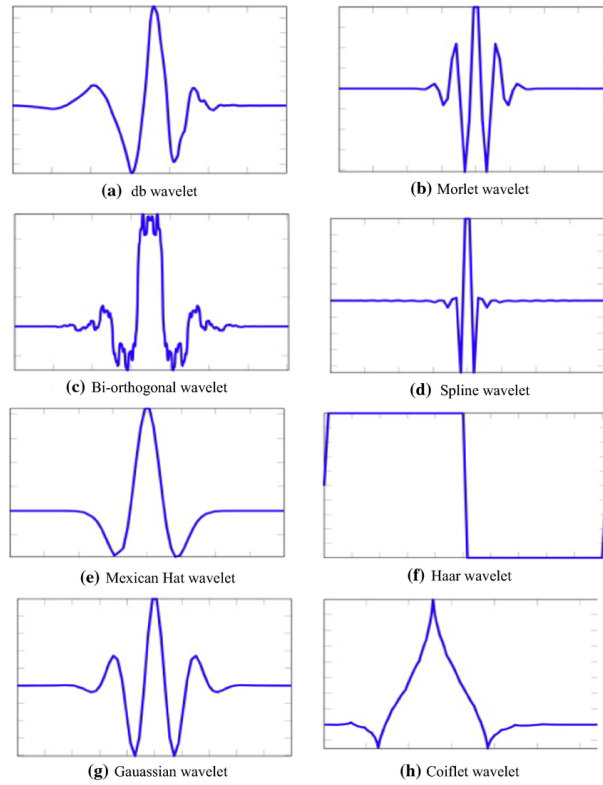 (a) db wavelet
(b) Morlet wavelet
(c) Bi-orthogonal wavelet
(d) Spline wavelet
(e) Mexican Hat wavelet
(f) Haar wavelet
(g) Gauassian wavelet
(h) Coiflet wavelet